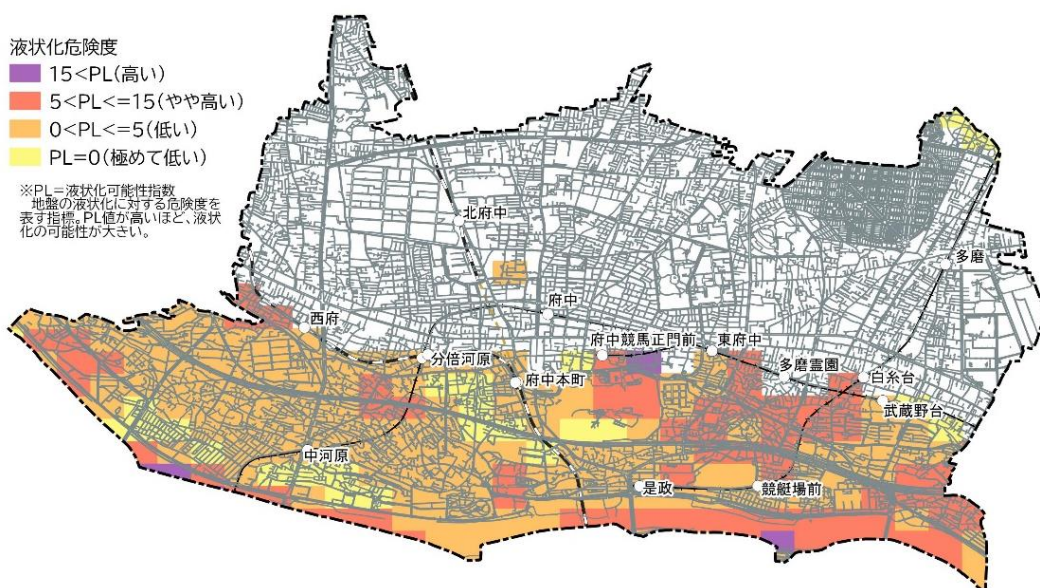 液状化危険度
15<PL(高い)
5<PL<=15(やや高い)
0<PL<=5(低い)
PL=0(極めて低い)
※PL=液状化可能性指数
地盤の液状化に対する危険度を
表す指標。PL値が高いほど、液状
化の可能性が大きい。
北府中
多磨
府中
西府
府中競馬正門前
東府中
分倍河原
多磨霊園
白糸台
府中本町
武蔵野台
中河原
是政
競艇場前